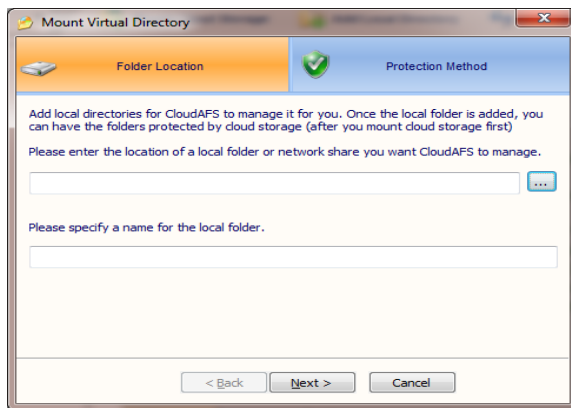 Mount Virtual Directory
Folder Location
Protection Method
Add local directories for CloudAFS to manage it for you. Once the local folder is added, you
can have the folders protected by cloud storage (after you mount cloud storage first)
Please enter the location of a local folder or network share you want CloudAFS to manage.
...
Please specify a name for the local folder.
< Back
Next >
Cancel